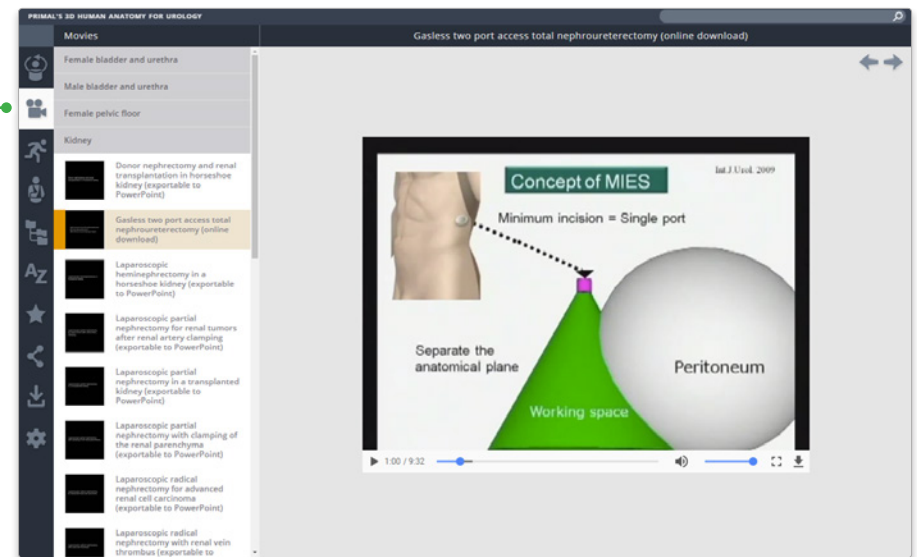 PRIMAL'S 3D HUMAN ANATOMY FOR UROLOGY
Movies
Gasless two port access total nephroureterectomy (online download)
Female bladder and urethra
Male bladder and urethra
Female pelvic floor
Kidney
Donor nephrectomy and renal
transplantation in horseshoe
kidney (exportable to
PowerPoint)
Gasless two port access total
nephroureterectomy (online
download)
Laparoscopic
heminephrectomy in a
horseshoe kidney (exportable
to PowerPoint)
Laparoscopic partial
nephrectomy for renal tumors
after renal artery clamping
(exportable to PowerPoint)
Laparoscopic partial
nephrectomy in a transplanted
kidney (exportable to
PowerPoint)
Laparoscopic partial
nephrectomy with clamping of
the renal parenchyma
(exportable to PowerPoint)
Laparoscopic radical
nephrectomy for advanced
renal cell carcinoma
(exportable to PowerPoint)
Laparoscopic radical
nephrectomy with renal vein
thrombus (exportable to
AZ
Concept of MIES
Int.J.Urol. 2009
Minimum incision = Single port
Separate the
anatomical plane
Peritoneum
Working space
1:00 / 9:32